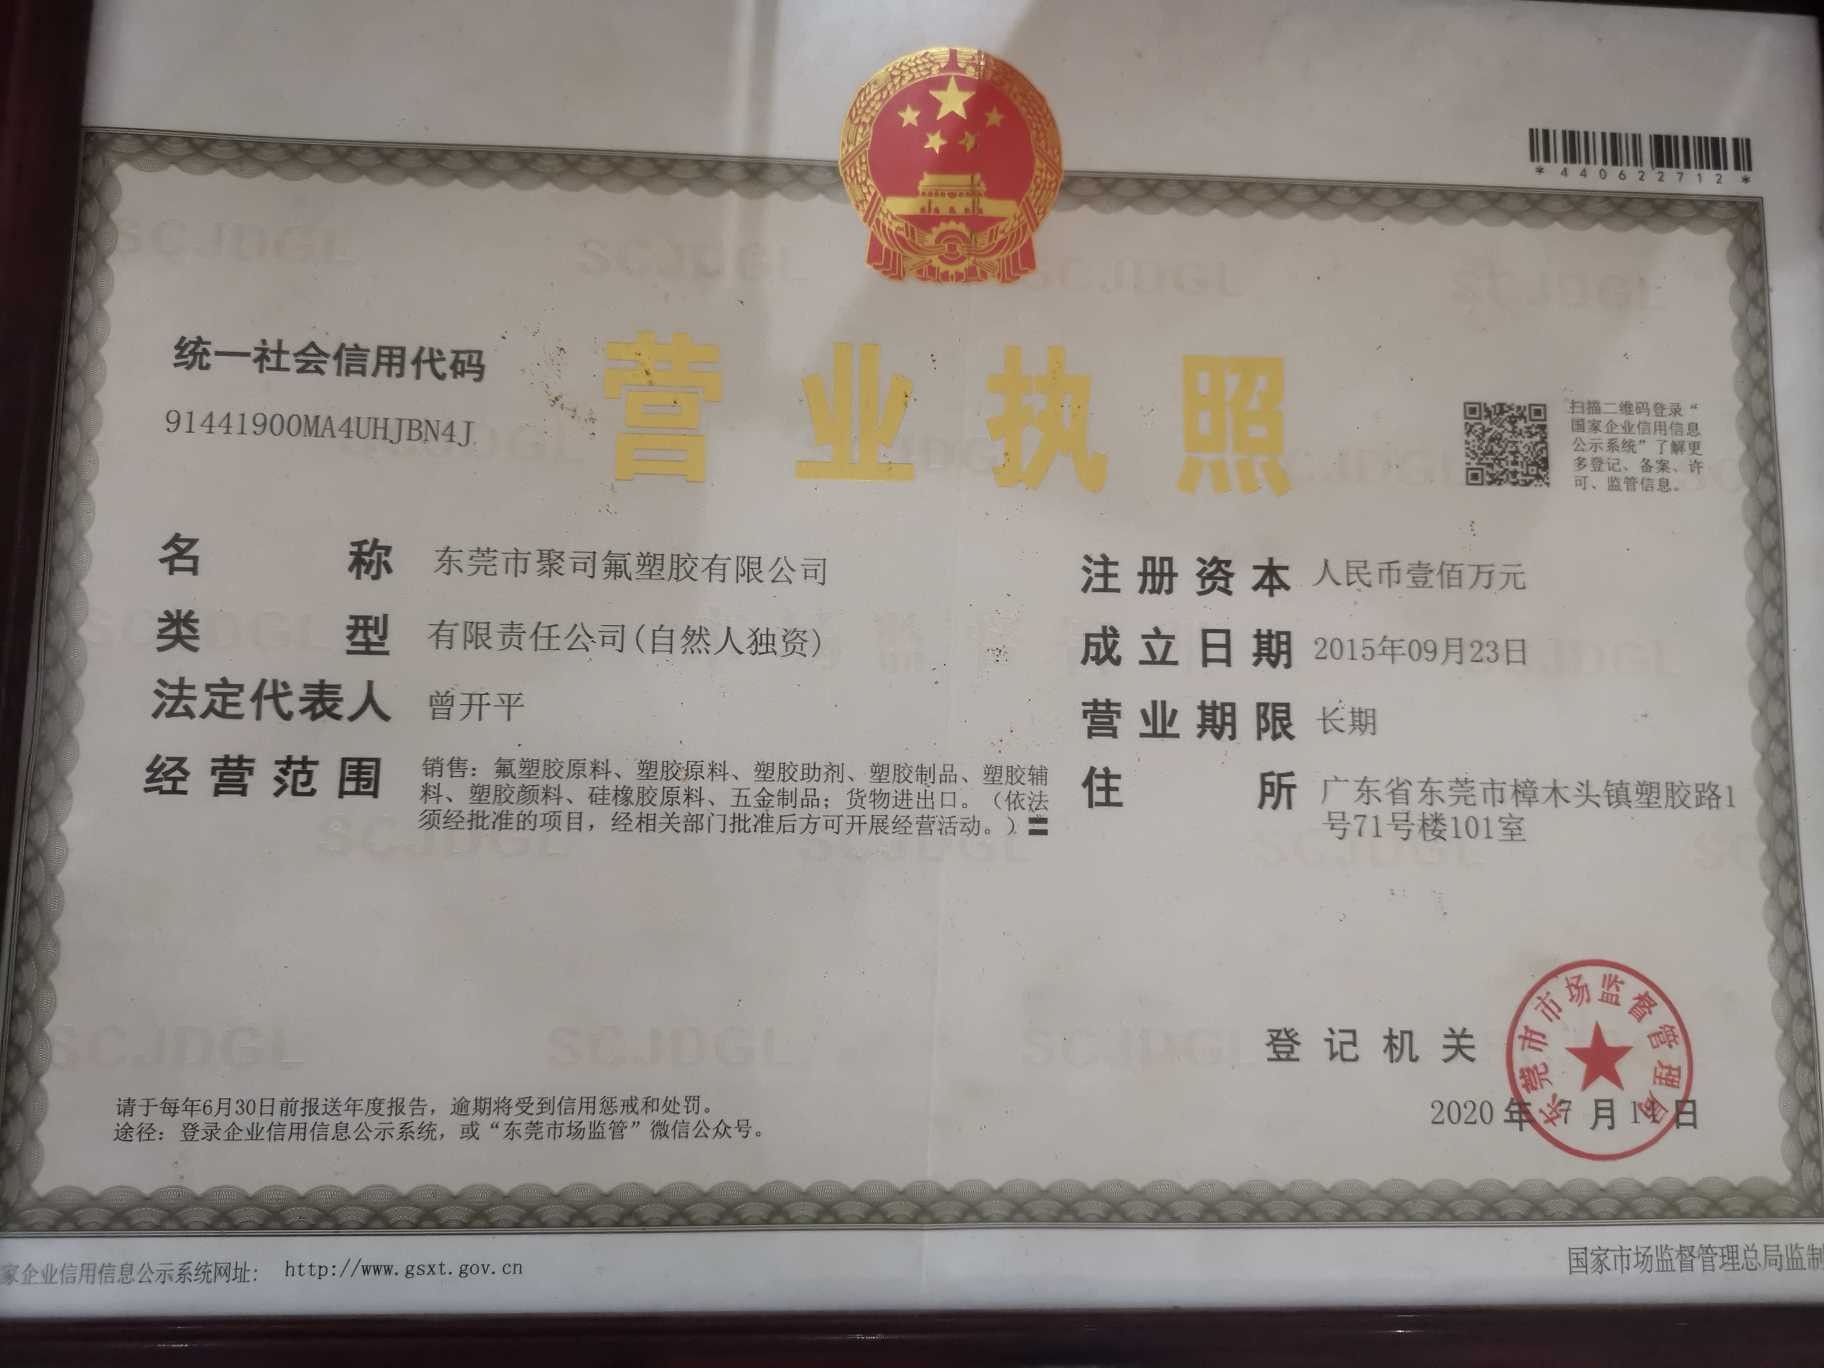 *440622712*
统一社会信用代码
91441900MA4UHJBN4J
营业执照
扫描二维码登录“
国家企业信用信息
公示系统”了解更
多登记、备案、许
可、监管信息。
名称 东莞市聚司氟塑胶有限公司
类型 有限责任公司(自然人独资)
法定代表人 曾开平
经营范围 销售：氟塑胶原料、塑胶原料、塑胶助剂、塑胶制品、塑胶辅
料、塑胶颜料、硅橡胶原料、五金制品；货物进出口。（依法
须经批准的项目，经相关部门批准后方可开展经营活动。）〓
注册资本 人民币壹佰万元
成立日期 2015年09月23日
营业期限 长期
住所 广东省东莞市樟木头镇塑胶路1
号71号楼101室
登记机关
东莞市市场监督管理局
2020年7月 日
请于每年6月30日前报送年度报告，逾期将受到信用惩戒和处罚。
途径：登录企业信用信息公示系统，或“东莞市场监管”微信公众号。
家企业信用信息公示系统网址： http://www.gsxt.gov.cn
国家市场监督管理总局监制
SCJDGL